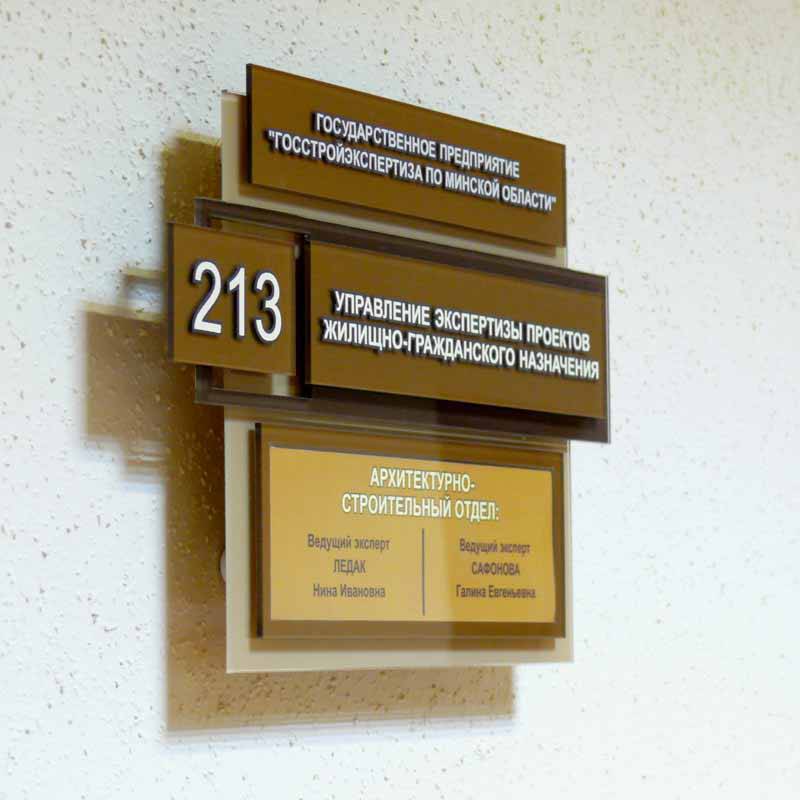 ГОСУДАРСТВЕННОЕ ПРЕДПРИЯТИЕ
"ГОССТРОЙЭКСПЕРТИЗА ПО МИНСКОЙ ОБЛАСТИ"
213
УПРАВЛЕНИЕ ЭКСПЕРТИЗЫ ПРОЕКТОВ
ЖИЛИЩНО-ГРАЖДАНСКОГО НАЗНАЧЕНИЯ
АРХИТЕКТУРНО-
СТРОИТЕЛЬНЫЙ ОТДЕЛ:
Ведущий эксперт
ЛЕДАК
Нина Ивановна
Ведущий эксперт
САФОНОВА
Галина Евгеньевна